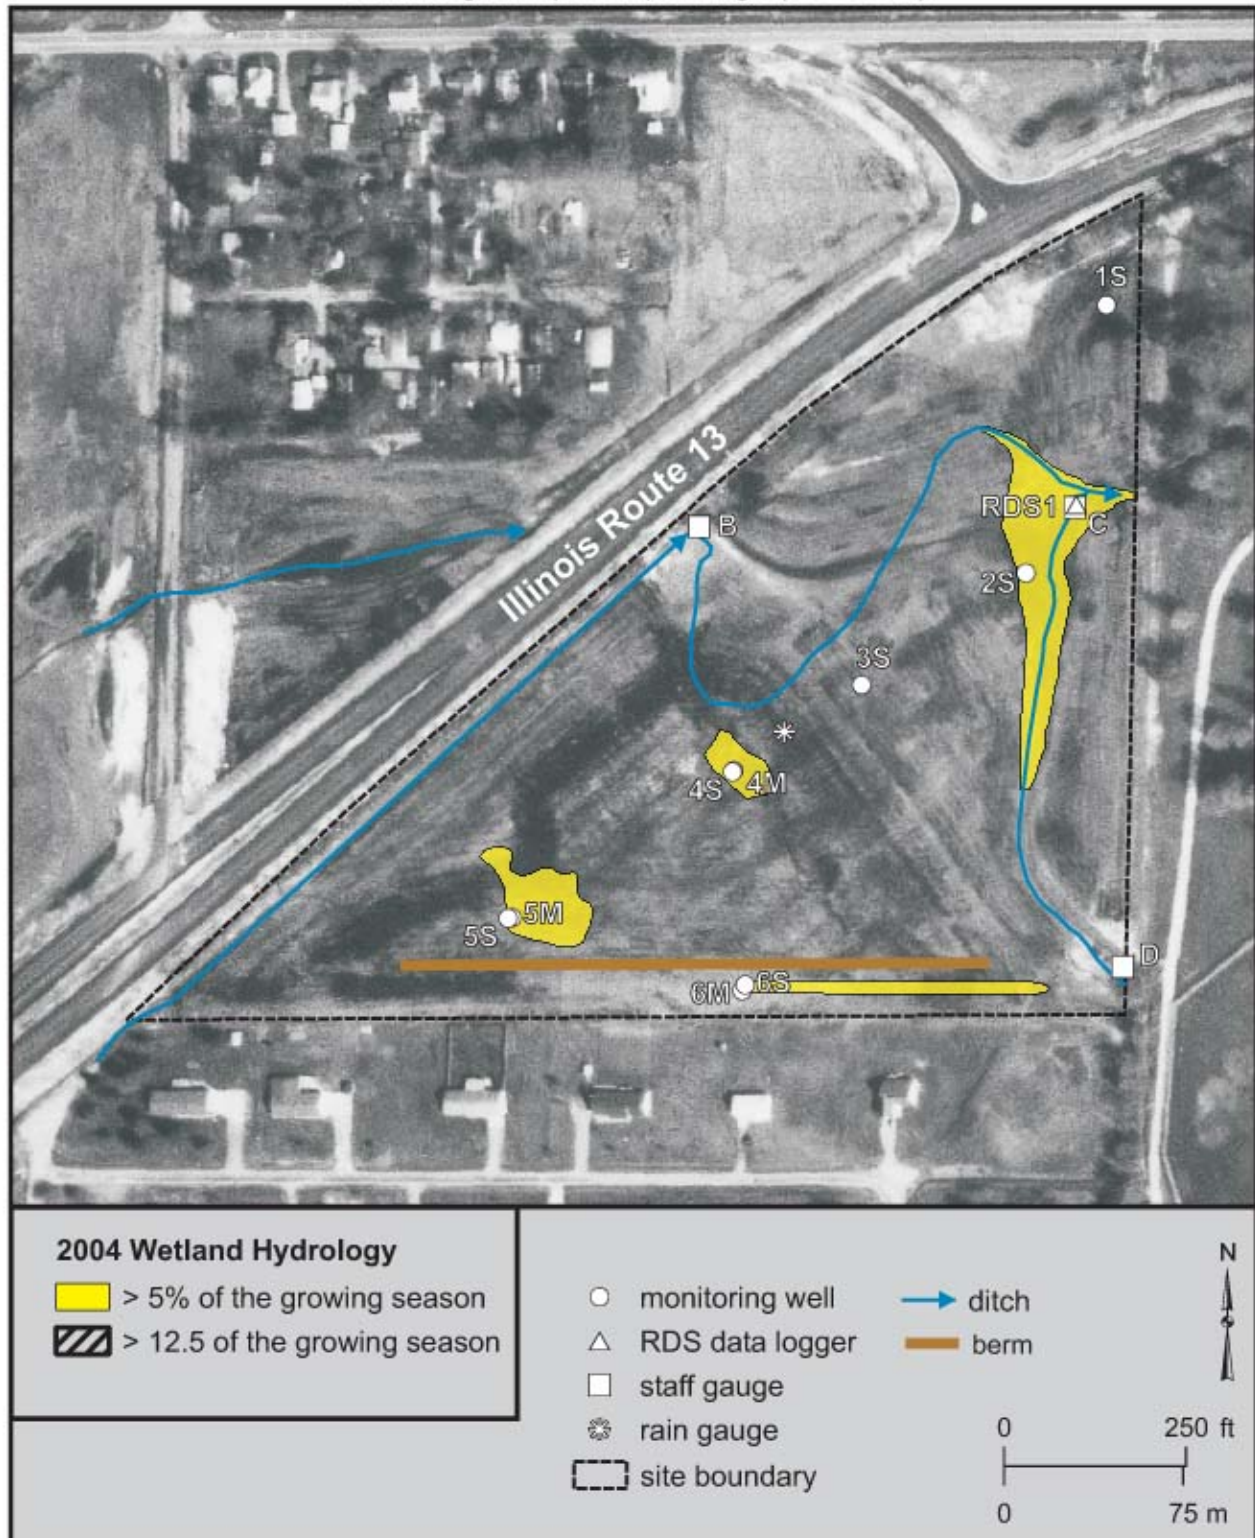 1S
Illinois Route 13
RDS1
B
C
2S
3S
4S
4M
5M
5S
D
6S
6M
2004 Wetland Hydrology
> 5% of the growing season
> 12.5 of the growing season
monitoring well
RDS data logger
staff gauge
rain gauge
site boundary
ditch
berm
N
0 250 ft
0 75 m